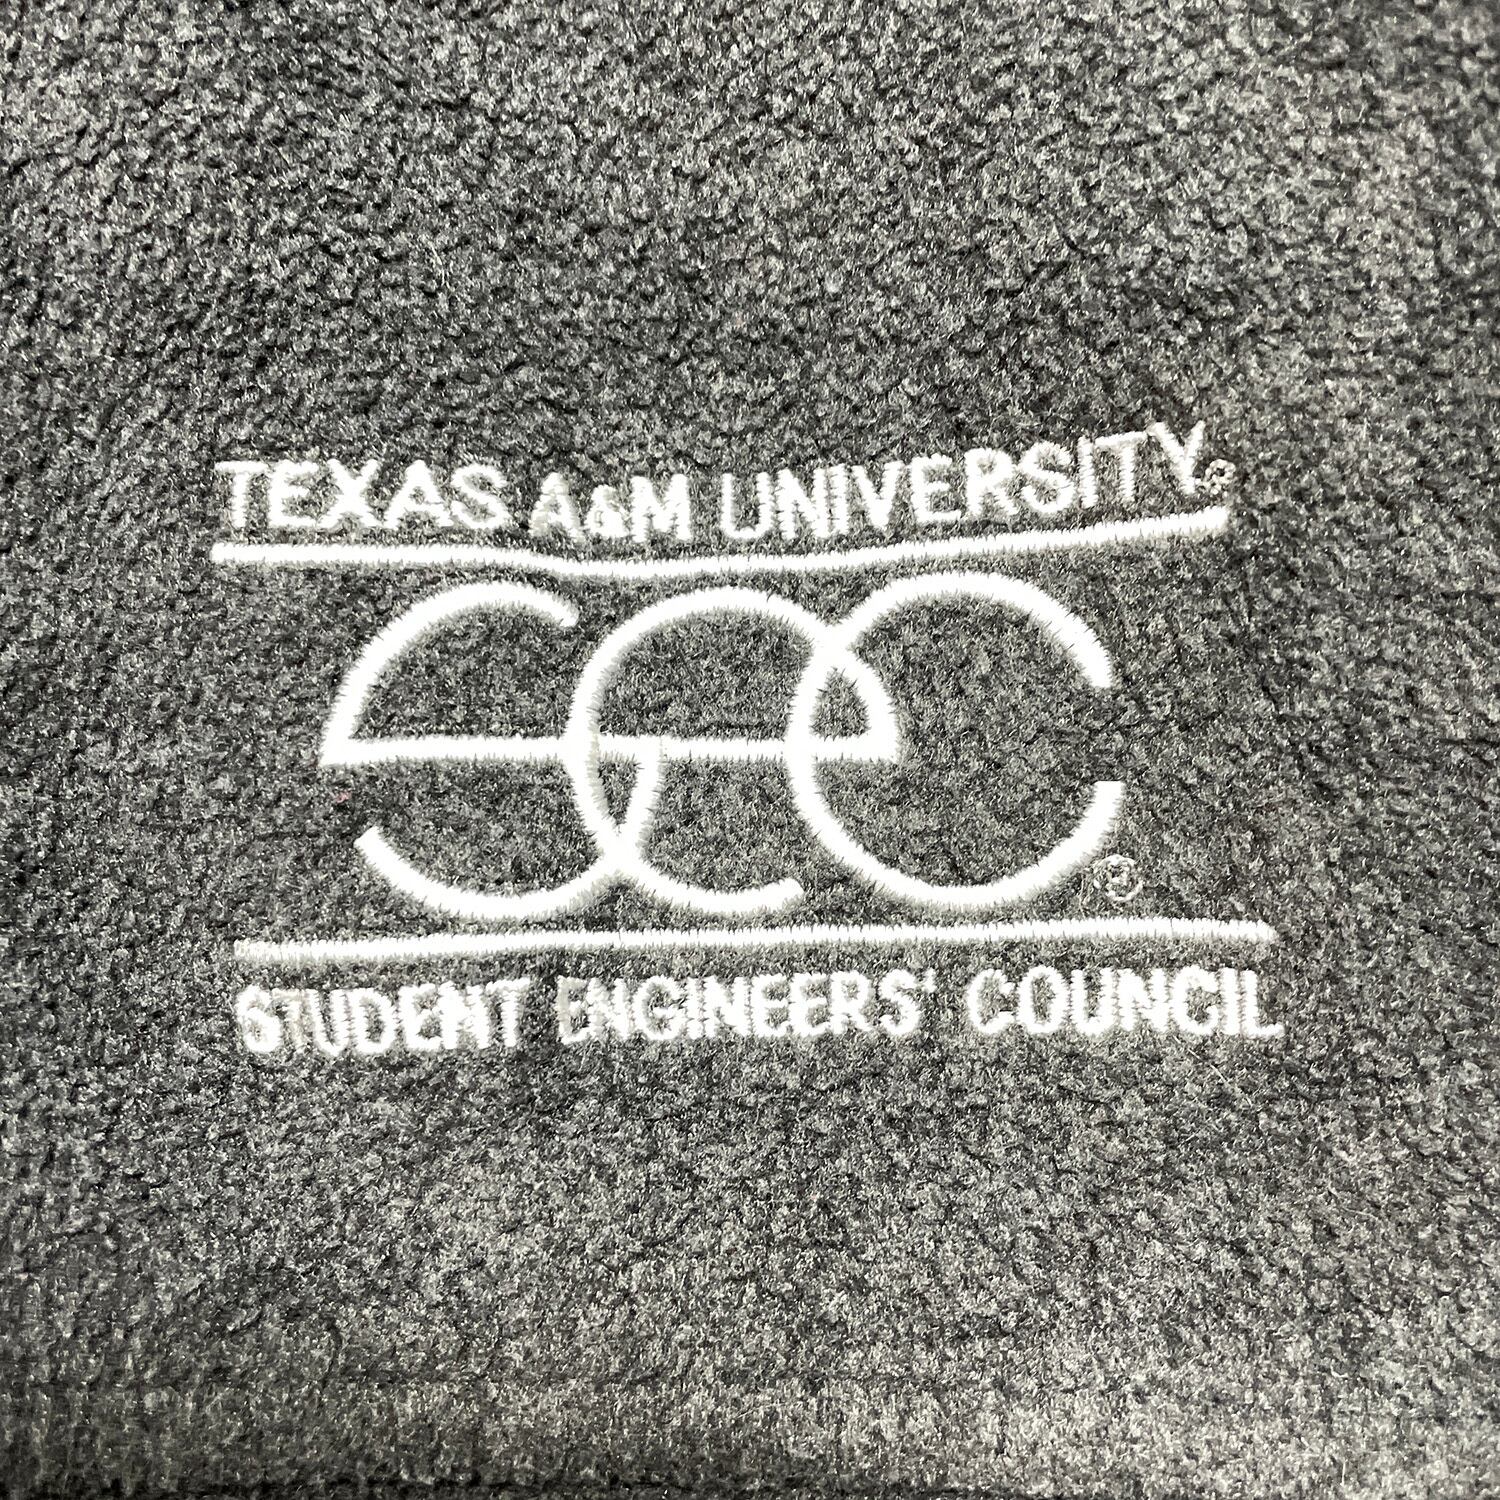 TEXAS A&M UNIVERSITY®
sec®
STUDENT ENGINEERS' COUNCIL